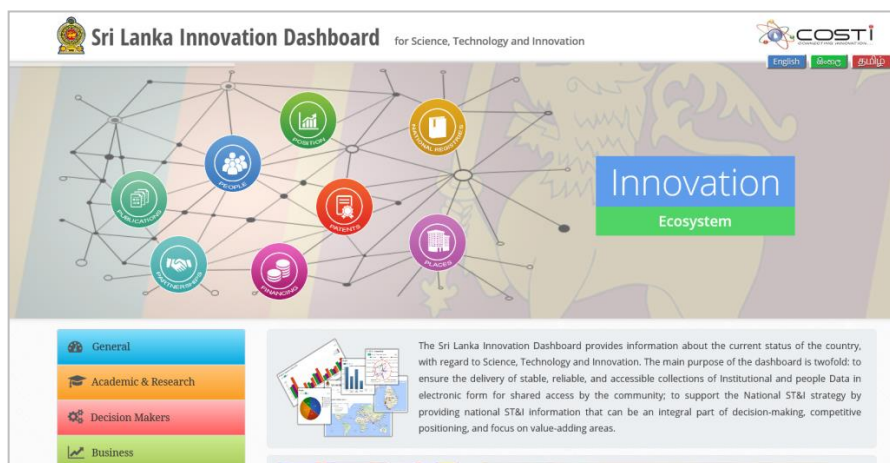 Sri Lanka Innovation Dashboard for Science, Technology and Innovation
COSTI
English සිංහල தமிழ்
POSITION
NATIONAL REGISTRIES
PEOPLE
PUBLICATIONS
PATENTS
PLACES
PARTNERSHIPS
FINANCING
Innovation
Ecosystem
General
Academic & Research
Decision Makers
Business
The Sri Lanka Innovation Dashboard provides information about the current status of the country,
with regard to Science, Technology and Innovation. The main purpose of the dashboard is twofold: to
ensure the delivery of stable, reliable, and accessible collections of Institutional and people Data in
electronic form for shared access by the community; to support the National ST&I strategy by
providing national ST&I information that can be an integral part of decision-making, competitive
positioning, and focus on value-adding areas.